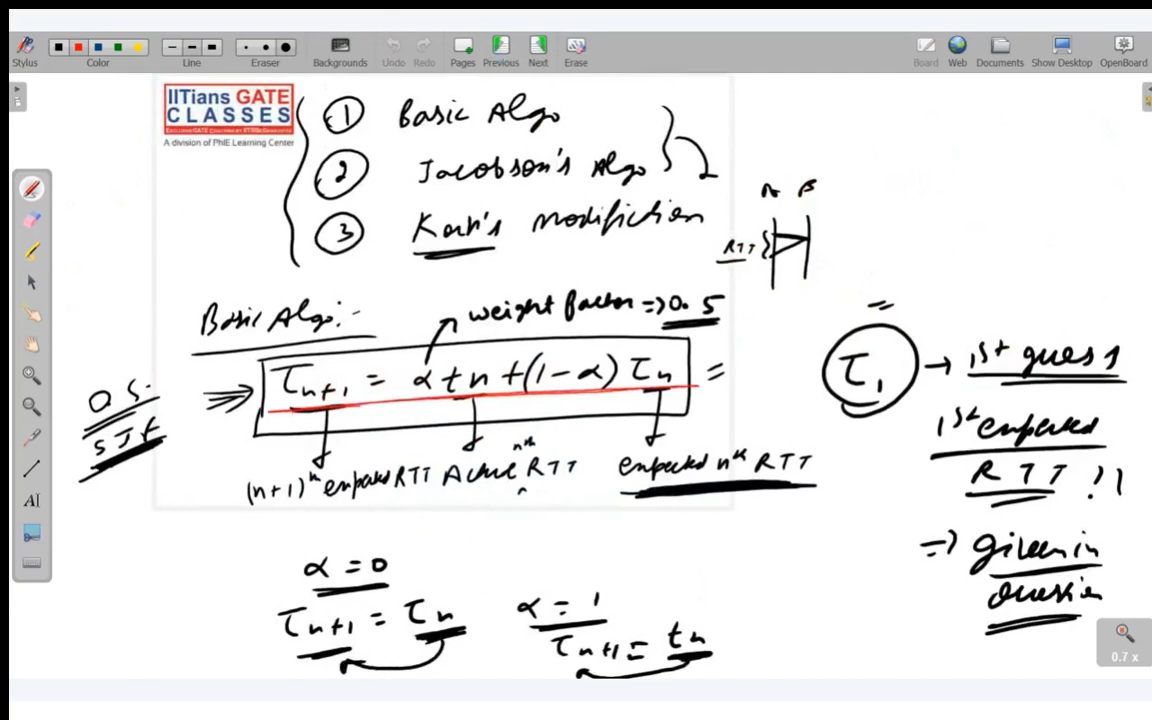 Stylus Color Line Eraser Backgrounds Undo Redo Pages Previous Next Erase Board Web Documents Show Desktop OpenBoard
IITians GATE
CLASSES
A division of PhIE Learning Center
① Basic Algo
② Jacobson's Algo
③ Karn's modifiction
A B
RTT
Basic Algo:-
weight factor => 0.5
τn+1 = αtn + (1-α) τn =
O.S.
SJF
(n+1)th expected RTT
Actual nth RTT
expected nth RTT
τ1 → 1st guess
1st expected
RTT ?!
=> given in
question
α = 0
τn+1 = τn
α = 1
τn+1 = tn
AI
0.7 x